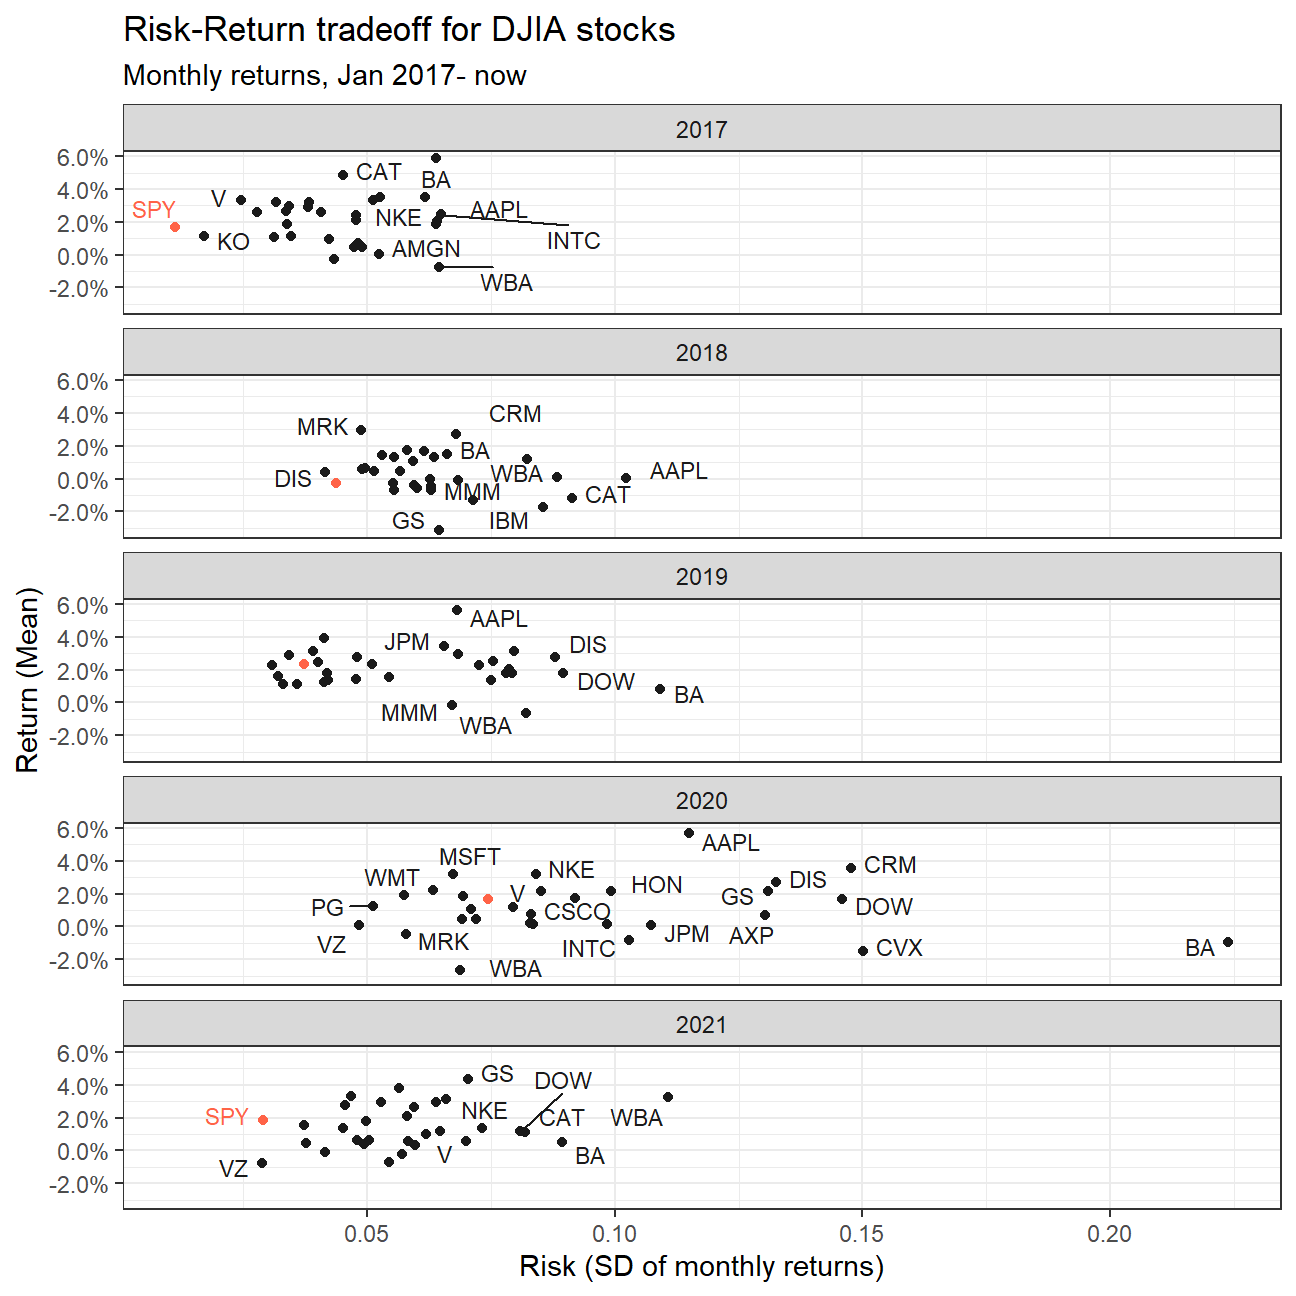 Risk-Return tradeoff for DJIA stocks
Monthly returns, Jan 2017- now
2017
6.0%
4.0%
2.0%
0.0%
-2.0%
CAT
BA
V
SPY
NKE
AAPL
KO
AMGN
INTC
WBA
2018
6.0%
4.0%
2.0%
0.0%
-2.0%
CRM
MRK
BA
DIS
WBA
AAPL
MMM
CAT
GS
IBM
2019
6.0%
4.0%
2.0%
0.0%
-2.0%
AAPL
JPM
DIS
DOW
BA
MMM
WBA
2020
6.0%
4.0%
2.0%
0.0%
-2.0%
AAPL
MSFT
NKE
CRM
WMT
DIS
HON
V
GS
PG
CSCO
DOW
VZ
MRK
INTC
JPM
AXP
CVX
BA
WBA
2021
6.0%
4.0%
2.0%
0.0%
-2.0%
GS
DOW
SPY
NKE
CAT
WBA
V
BA
VZ
0.05
0.10
0.15
0.20
Risk (SD of monthly returns)
Return (Mean)